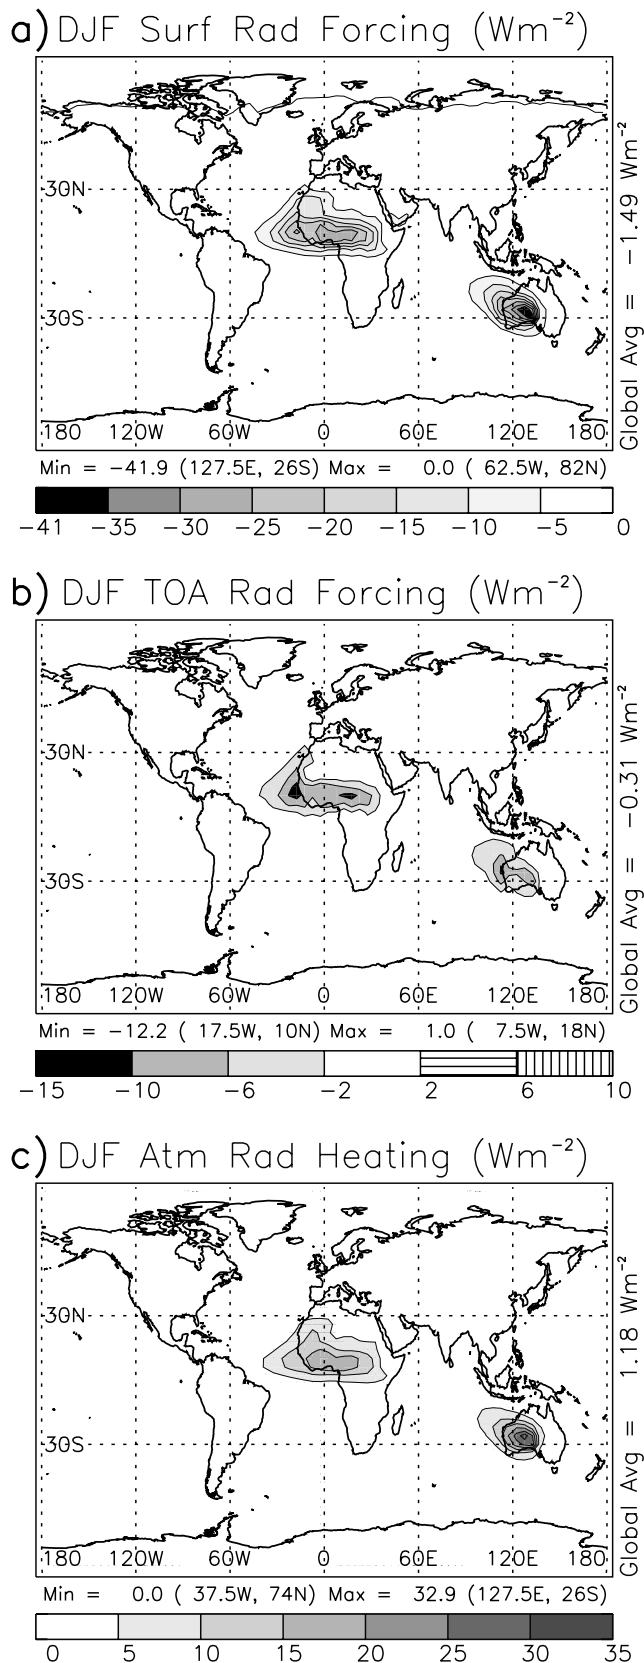 a) DJF Surf Rad Forcing (Wm⁻²)
30N
30S
180 120W 60W 0 60E 120E 180
Global Avg = −1.49 Wm⁻²
Min = −41.9 (127.5E, 26S) Max = 0.0 ( 62.5W, 82N)
−41 −35 −30 −25 −20 −15 −10 −5 0
b) DJF TOA Rad Forcing (Wm⁻²)
30N
30S
180 120W 60W 0 60E 120E 180
Global Avg = −0.31 Wm⁻²
Min = −12.2 ( 17.5W, 10N) Max = 1.0 ( 7.5W, 18N)
−15 −10 −6 −2 2 6 10
c) DJF Atm Rad Heating (Wm⁻²)
30N
30S
180 120W 60W 0 60E 120E 180
Global Avg = 1.18 Wm⁻²
Min = 0.0 ( 37.5W, 74N) Max = 32.9 (127.5E, 26S)
0 5 10 15 20 25 30 35